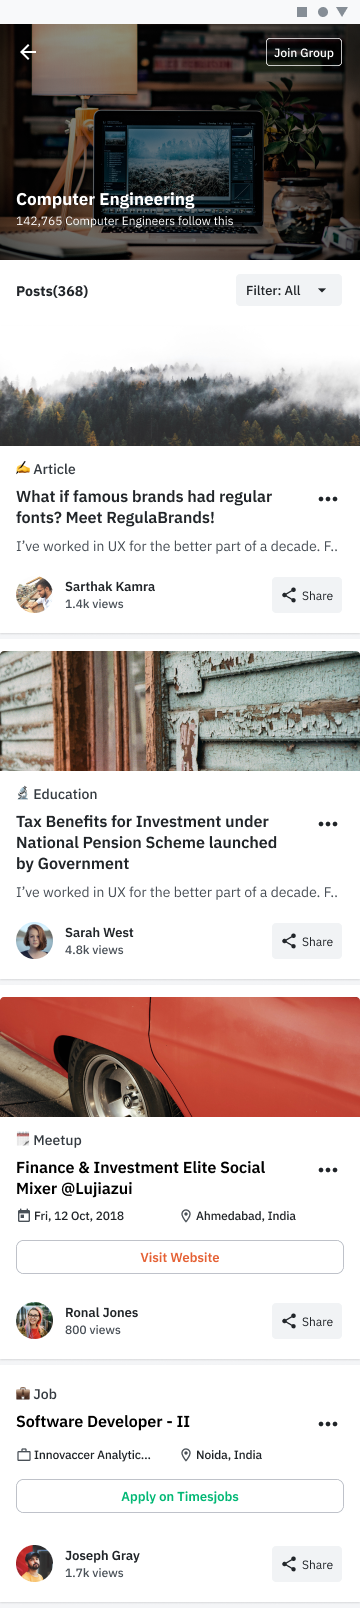 Join Group
Computer Engineering
142,765 Computer Engineers follow this
Posts(368)
Filter: All
Article
What if famous brands had regular
fonts? Meet RegulaBrands!
I've worked in UX for the better part of a decade. F..
Sarthak Kamra
1.4k views
Share
Education
Tax Benefits for Investment under
National Pension Scheme launched
by Government
I've worked in UX for the better part of a decade. F..
Sarah West
4.8k views
Share
Meetup
Finance & Investment Elite Social
Mixer @Lujiazui
Fri, 12 Oct, 2018
Ahmedabad, India
Visit Website
Ronal Jones
800 views
Share
Job
Software Developer - II
Innovaccer Analytic...
Noida, India
Apply on Timesjobs
Joseph Gray
1.7k views
Share